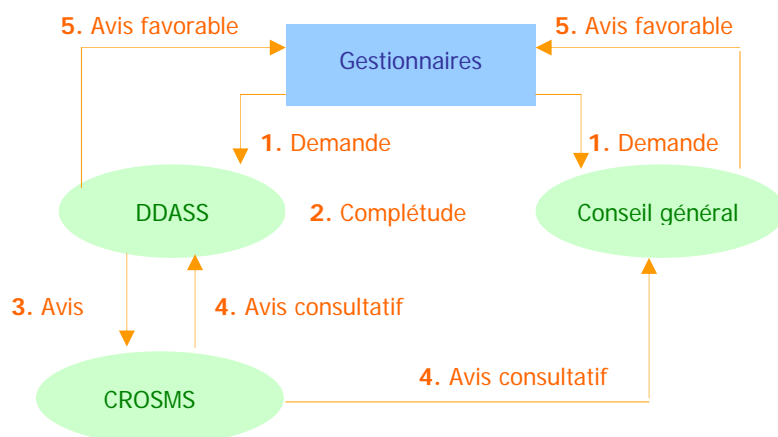 5. Avis favorable
5. Avis favorable
Gestionnaires
1. Demande
1. Demande
DDASS
2. Complétude
Conseil général
3. Avis
4. Avis consultatif
4. Avis consultatif
CROSMS